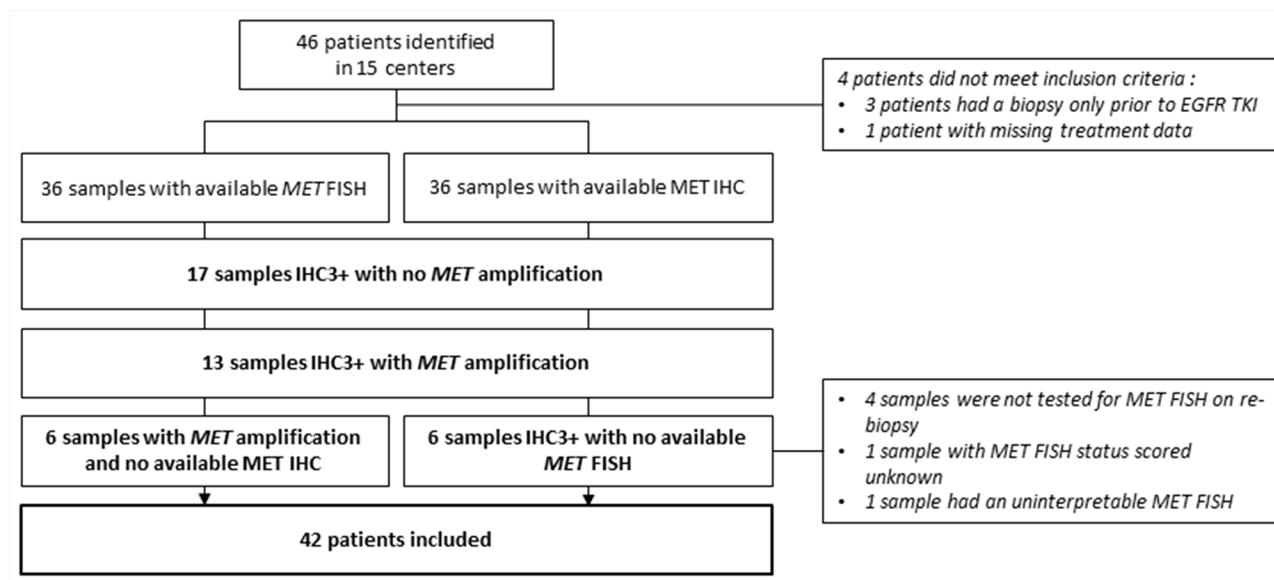 46 patients identified
in 15 centers
4 patients did not meet inclusion criteria :
• 3 patients had a biopsy only prior to EGFR TKI
• 1 patient with missing treatment data
36 samples with available MET FISH
36 samples with available MET IHC
17 samples IHC3+ with no MET amplification
13 samples IHC3+ with MET amplification
6 samples with MET amplification
and no available MET IHC
6 samples IHC3+ with no available
MET FISH
• 4 samples were not tested for MET FISH on re-
biopsy
• 1 sample with MET FISH status scored
unknown
• 1 sample had an uninterpretable MET FISH
42 patients included